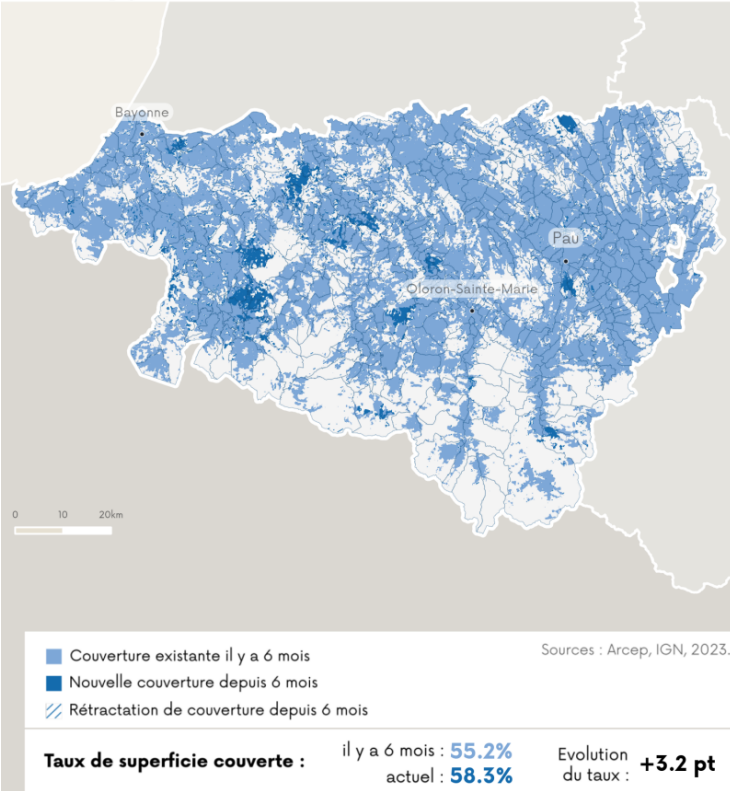 Bayonne
Pau
Oloron-Sainte-Marie
0 10 20km
Couverture existante il y a 6 mois
Sources : Arcep, IGN, 2023.
Nouvelle couverture depuis 6 mois
Rétractation de couverture depuis 6 mois
Taux de superficie couverte :
il y a 6 mois : 55.2%
actuel : 58.3%
Evolution
du taux :
+3.2 pt